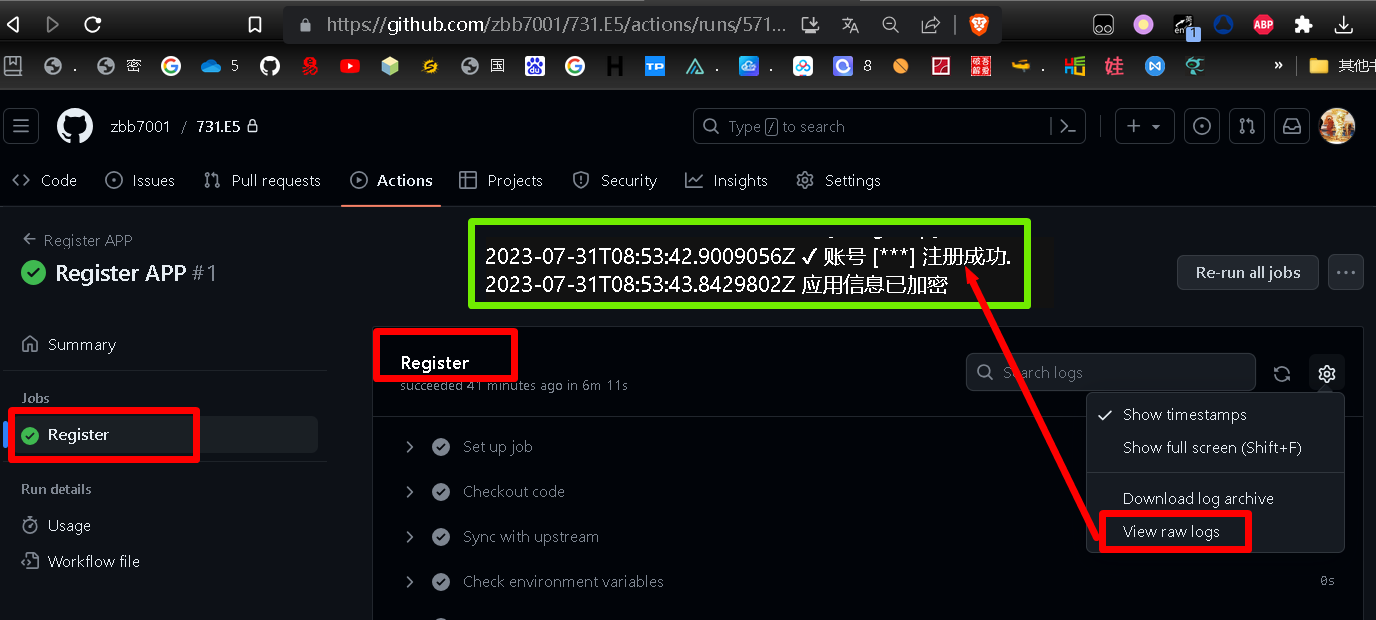 https://github.com/zbb7001/731.E5/actions/runs/571...
1
ABP
. 密 5 国 TP . . 8 » 其他书
zbb7001 / 731.E5
Type / to search
Code Issues Pull requests Actions Projects Security Insights Settings
Register APP
Register APP #1
2023-07-31T08:53:42.9009056Z ✓ 账号 [***] 注册成功.
2023-07-31T08:53:43.8429802Z 应用信息已加密
Re-run all jobs
Summary
Jobs
Register
Run details
Usage
Workflow file
Register
succeeded 41 minutes ago in 6m 11s
Search logs
Show timestamps
Show full screen (Shift+F)
Download log archive
View raw logs
Set up job
Checkout code
Sync with upstream
Check environment variables
0s